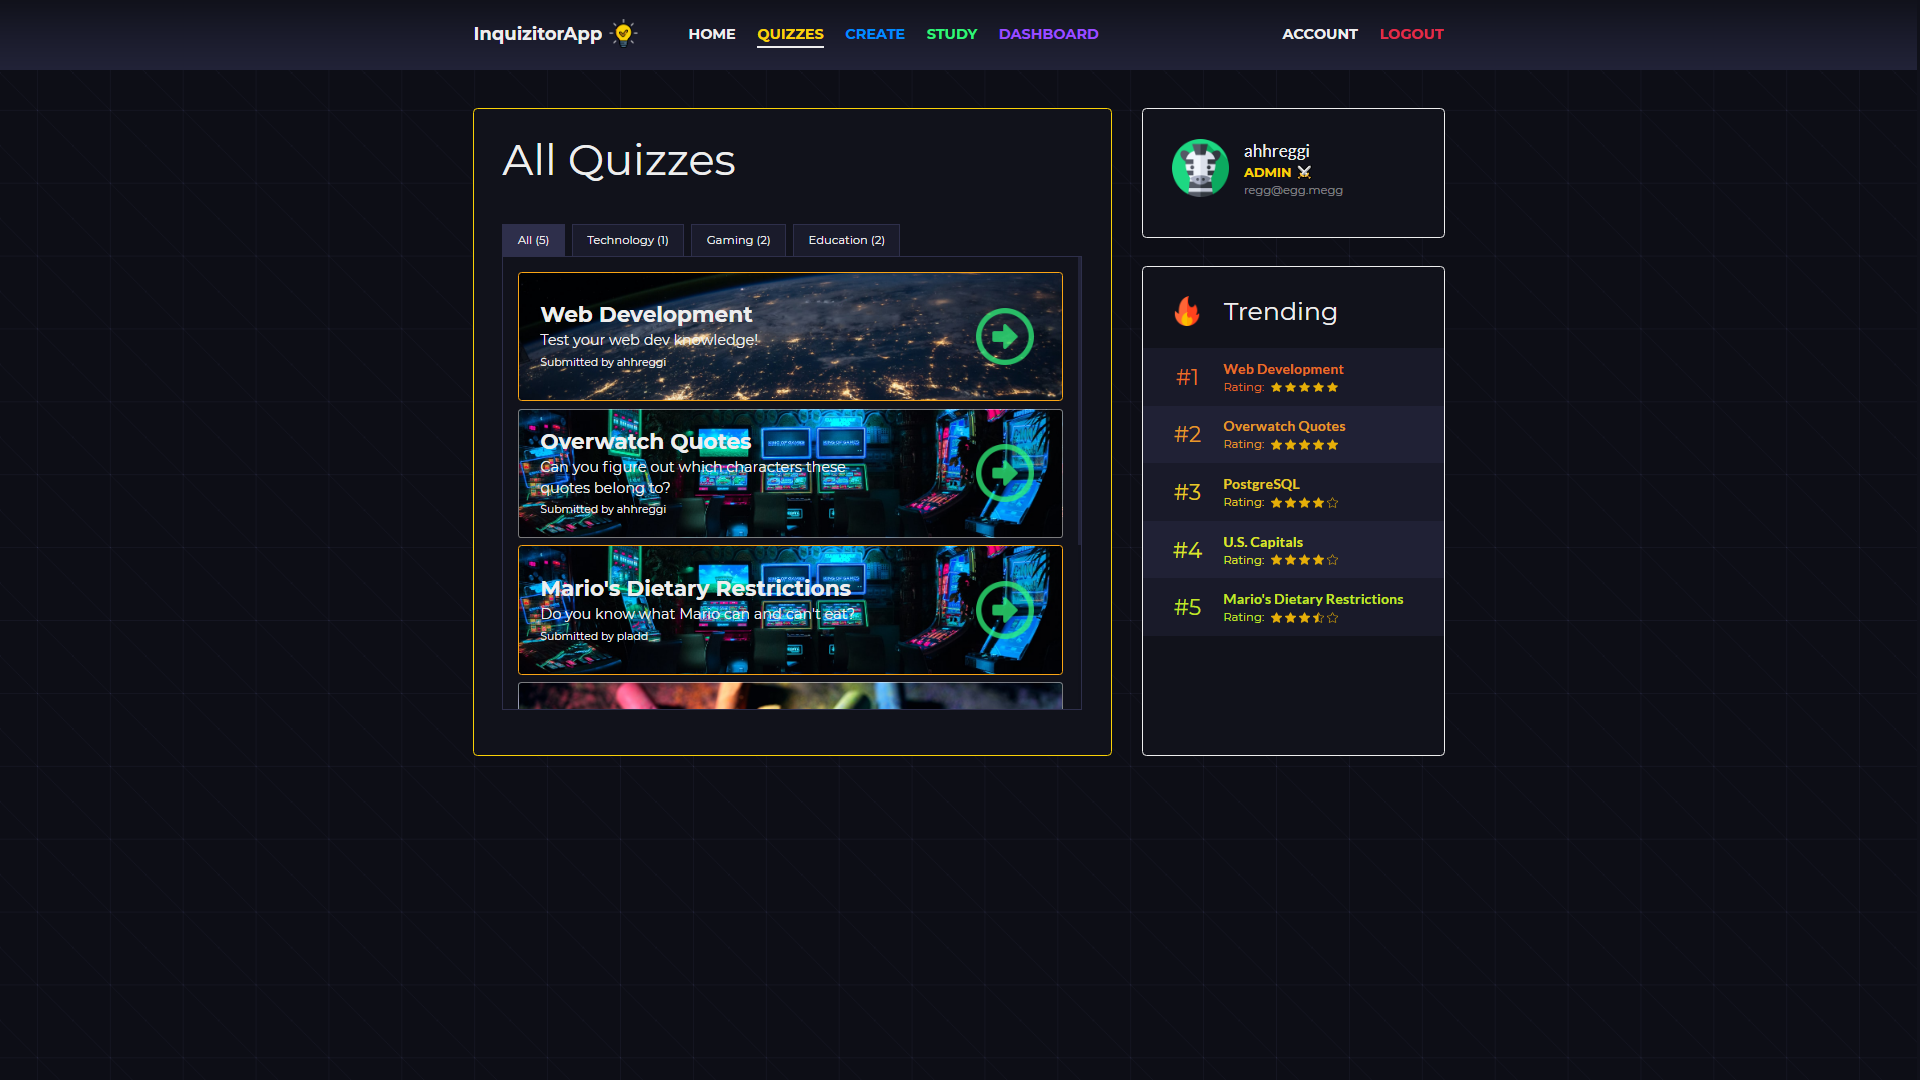 InquizitorApp
HOME QUIZZES CREATE STUDY DASHBOARD
ACCOUNT LOGOUT
All Quizzes
All (5) Technology (1) Gaming (2) Education (2)
Web Development
Test your web dev knowledge!
Submitted by ahhreggi
Overwatch Quotes
Can you figure out which characters these
quotes belong to?
Submitted by ahhreggi
Mario's Dietary Restrictions
Do you know what Mario can and can't eat?
Submitted by pladd
ahhreggi
ADMIN
regg@egg.megg
Trending
#1 Web Development
Rating:
#2 Overwatch Quotes
Rating:
#3 PostgreSQL
Rating:
#4 U.S. Capitals
Rating:
#5 Mario's Dietary Restrictions
Rating: